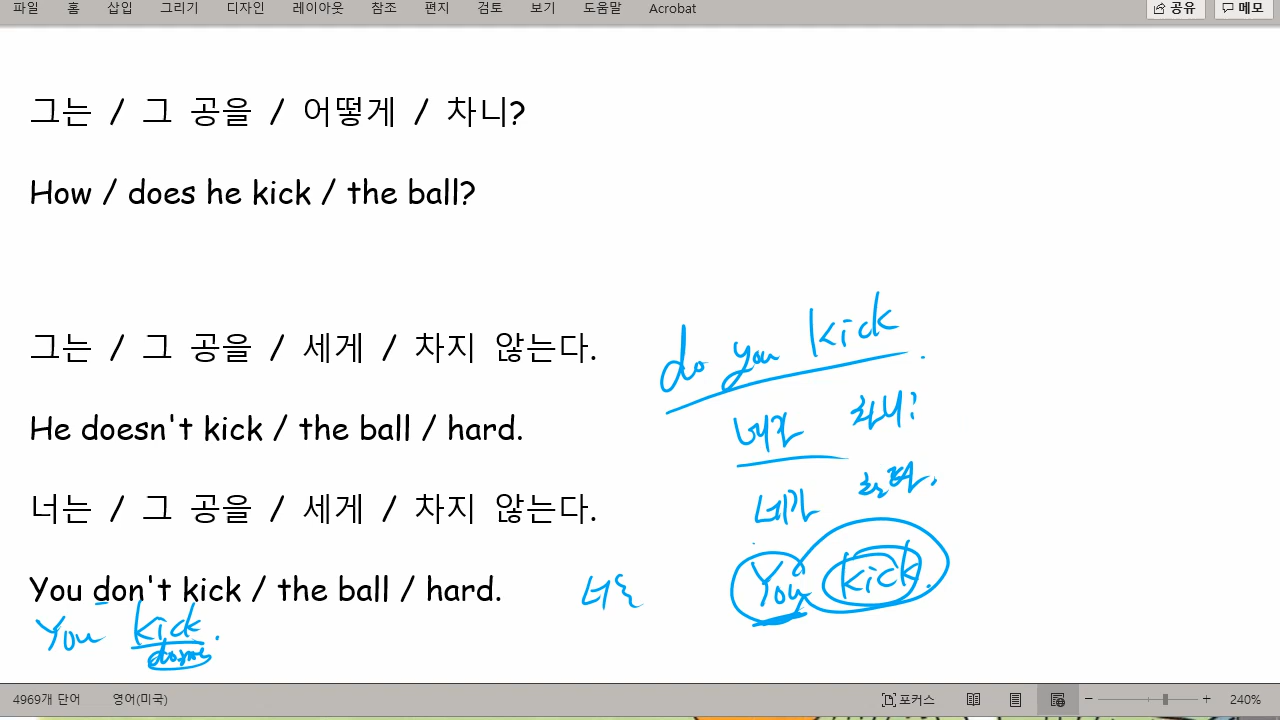 파일 홈 삽입 그리기 디자인 레이아웃 참조 편지 검토 보기 도움말 Acrobat 공유 메모
그는 / 그 공을 / 어떻게 / 차니?
How / does he kick / the ball?
그는 / 그 공을 / 세게 / 차지 않는다.
He doesn't kick / the ball / hard.
너는 / 그 공을 / 세게 / 차지 않는다.
You don't kick / the ball / hard.
You kick.
너는
do you kick.
네가 차니?
네가 찬다.
You kick.
4969개 단어 영어(미국) 포커스 240%